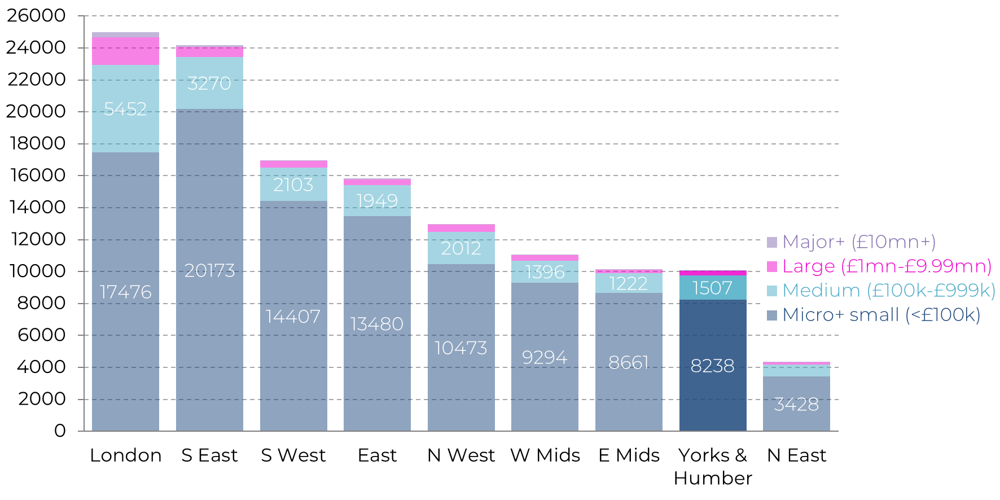 26000
24000
22000
20000
18000
16000
14000
12000
10000
8000
6000
4000
2000
0
5452
17476
3270
20173
2103
14407
1949
13480
2012
10473
1396
9294
1222
8661
1507
8238
3428
Major+ (£10mn+)
Large (£1mn-£9.99mn)
Medium (£100k-£999k)
Micro+ small (<£100k)
London
S East
S West
East
N West
W Mids
E Mids
Yorks &
Humber
N East